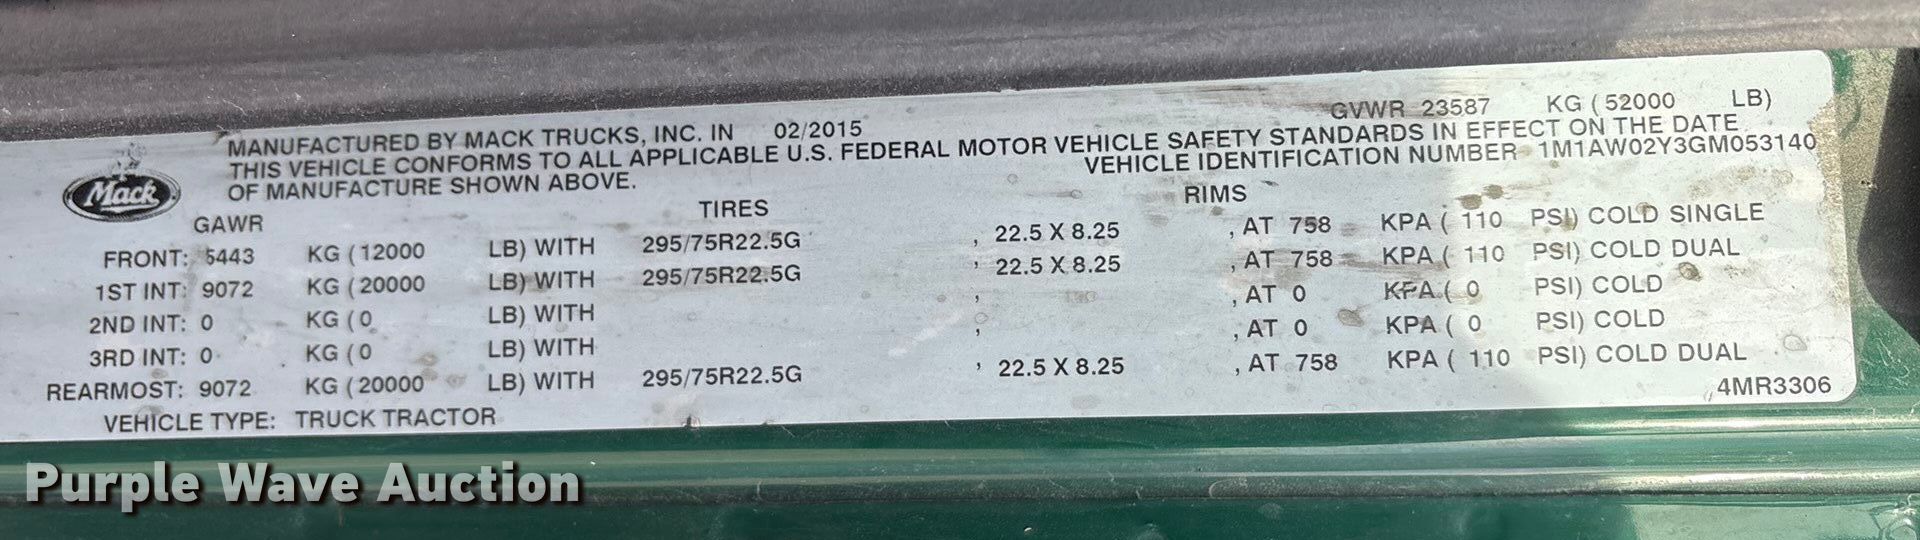 GVWR 23587 KG ( 52000 LB)
MANUFACTURED BY MACK TRUCKS, INC. IN 02/2015
THIS VEHICLE CONFORMS TO ALL APPLICABLE U.S. FEDERAL MOTOR VEHICLE SAFETY STANDARDS IN EFFECT ON THE DATE
OF MANUFACTURE SHOWN ABOVE. VEHICLE IDENTIFICATION NUMBER 1M1AW02Y3GM053140
Mack
GAWR TIRES RIMS
FRONT: 5443 KG ( 12000 LB) WITH 295/75R22.5G , 22.5 X 8.25 , AT 758 KPA ( 110 PSI) COLD SINGLE
1ST INT: 9072 KG ( 20000 LB) WITH 295/75R22.5G , 22.5 X 8.25 , AT 758 KPA ( 110 PSI) COLD DUAL
2ND INT: 0 KG ( 0 LB) WITH , , AT 0 KPA ( 0 PSI) COLD
3RD INT: 0 KG ( 0 LB) WITH , , AT 0 KPA ( 0 PSI) COLD
REARMOST: 9072 KG ( 20000 LB) WITH 295/75R22.5G , 22.5 X 8.25 , AT 758 KPA ( 110 PSI) COLD DUAL
VEHICLE TYPE: TRUCK TRACTOR 4MR3306
Purple Wave Auction